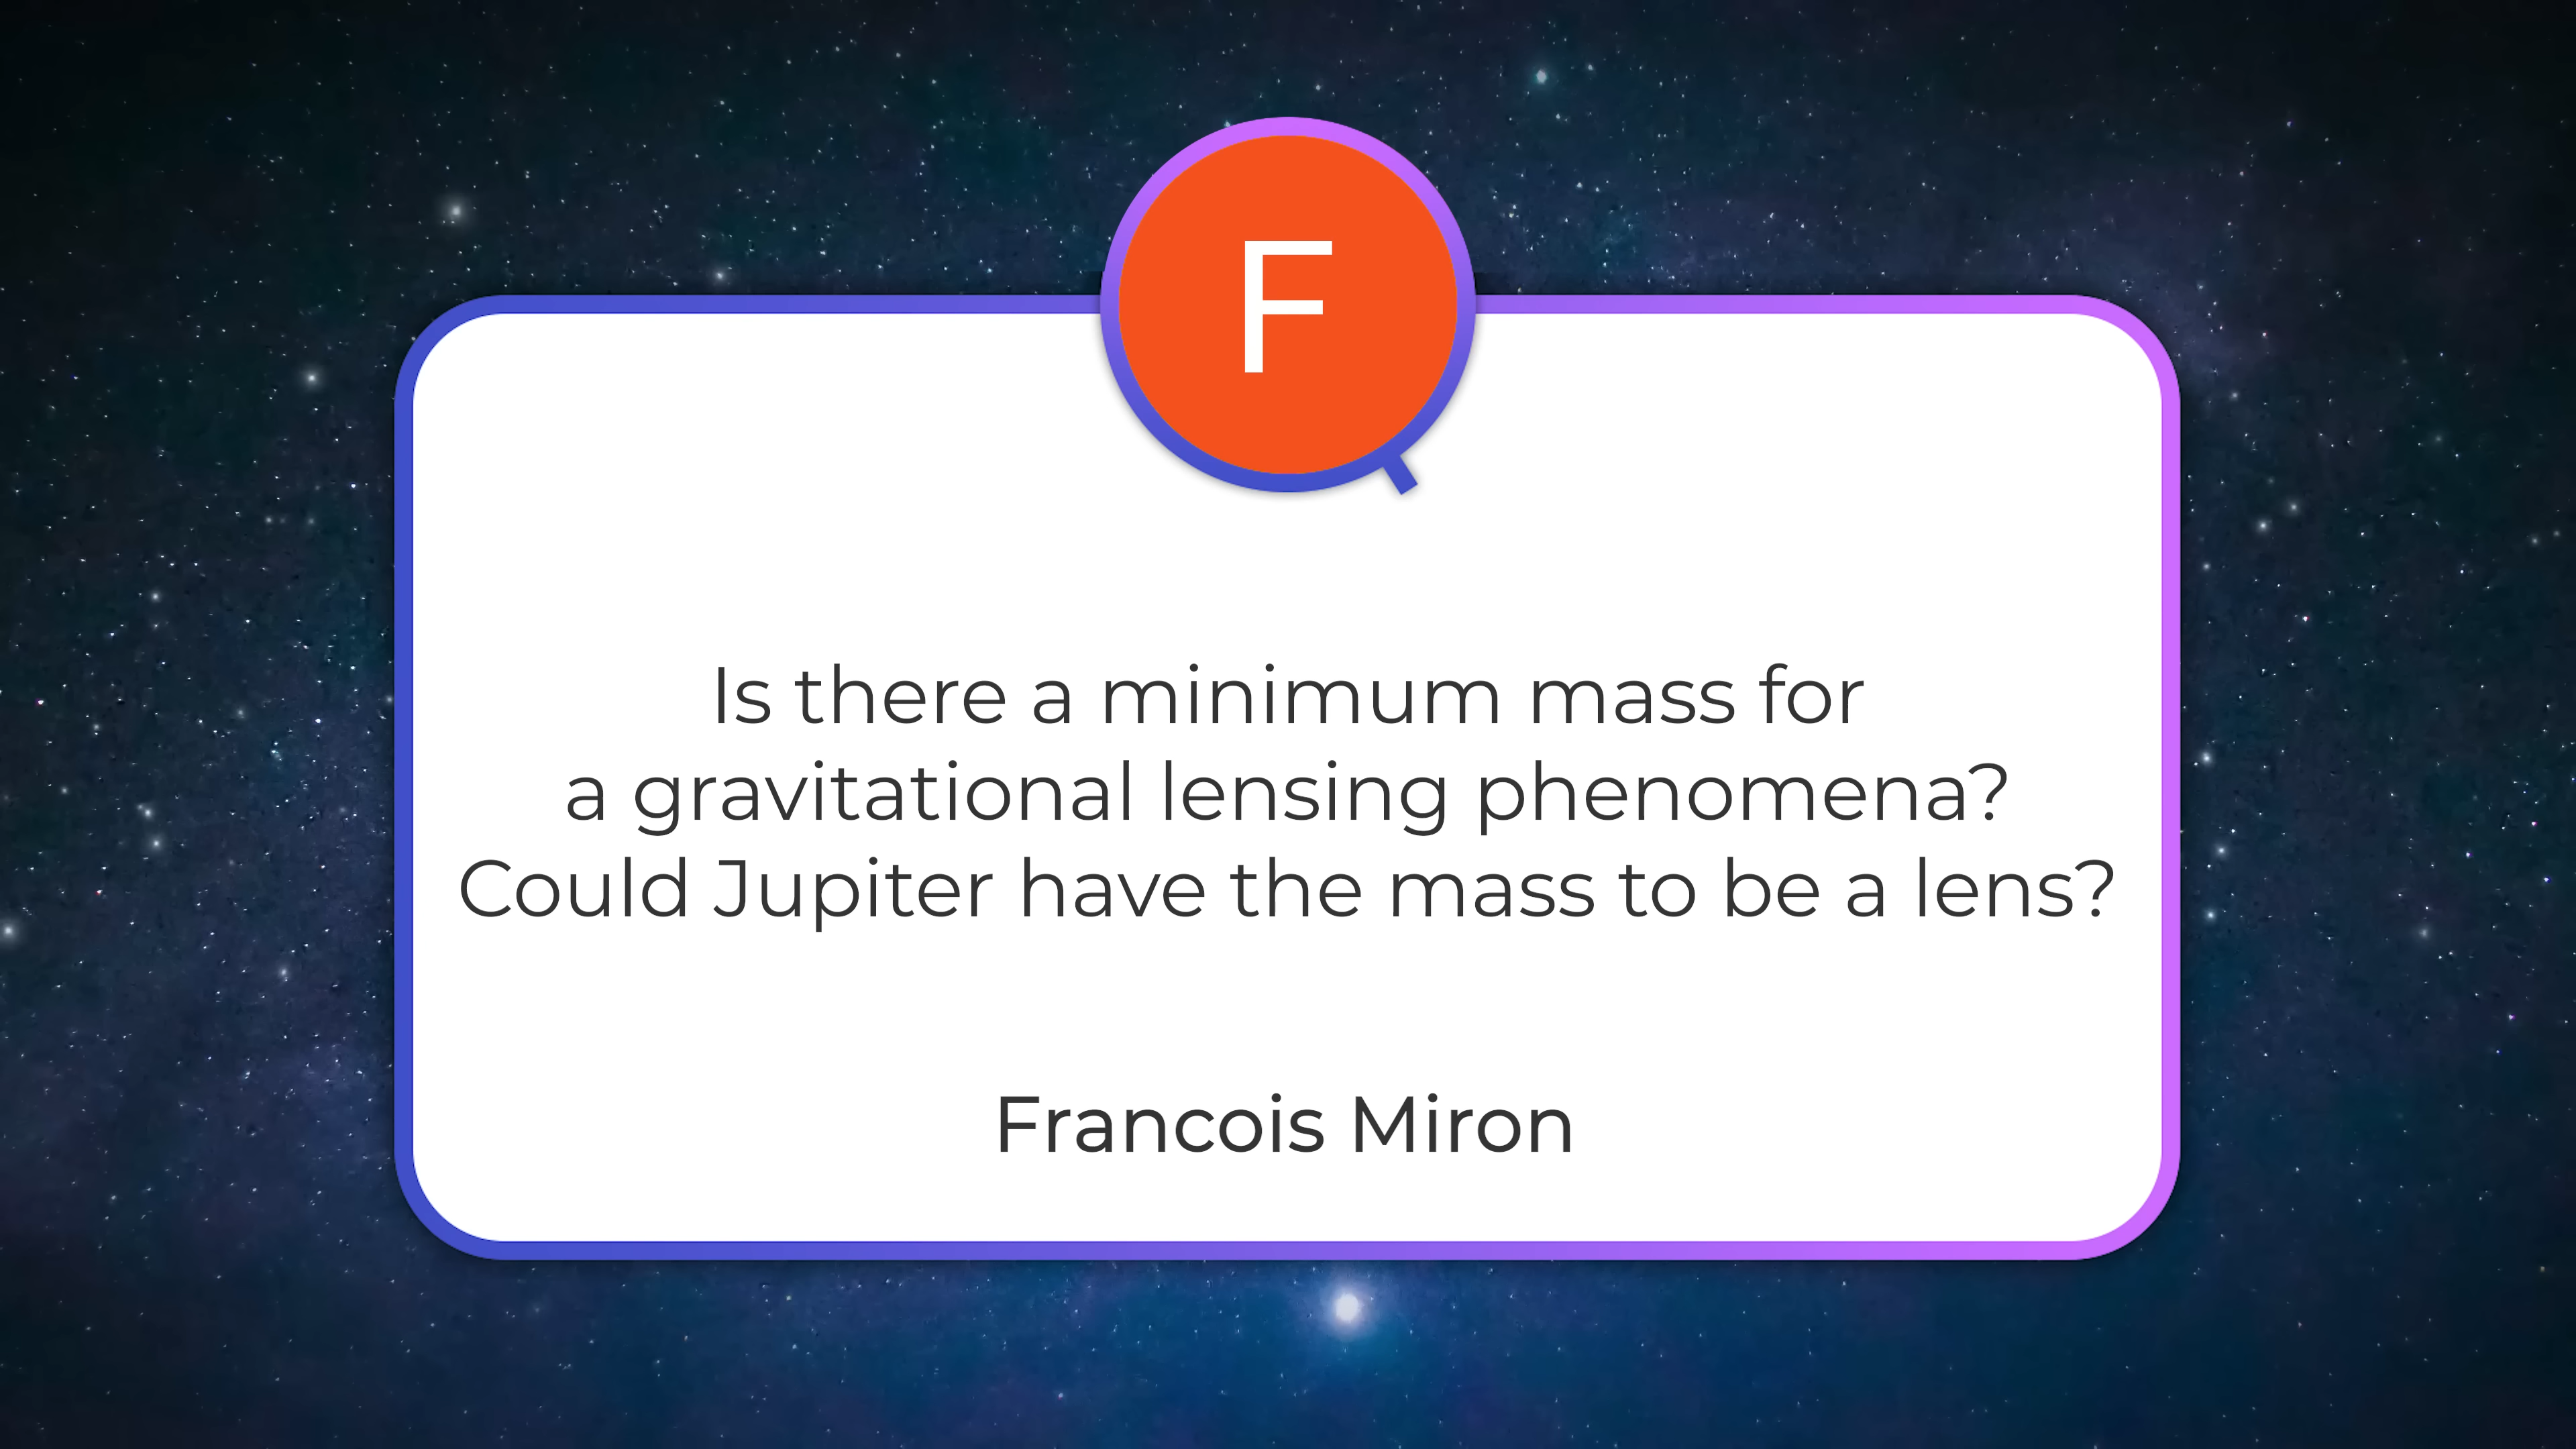 F
Is there a minimum mass for
a gravitational lensing phenomena?
Could Jupiter have the mass to be a lens?
Francois Miron